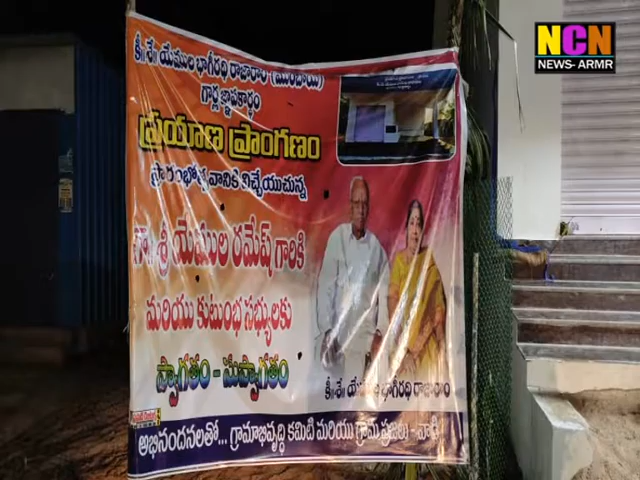 NCN
NEWS-ARMR
కీ॥శే॥ యేముల భాగీరధి రాజారాం (ముంబాయి)
గార్ల జ్ఞాపకార్థం
ప్రయాణ ప్రాంగణం
ప్రారంభోత్సవానికి విచ్చేయుచున్న
గౌ॥ శ్రీ యేముల రమేష్ గారికి
మరియు కుటుంభ సభ్యులకు
స్వాగతం - సుస్వాగతం
కీ॥శే॥ యేముల భాగీరధి రాజారాం
అభినందనలతో... గ్రామాభివృద్ధి కమిటి మరియు గ్రామ ప్రజలు -